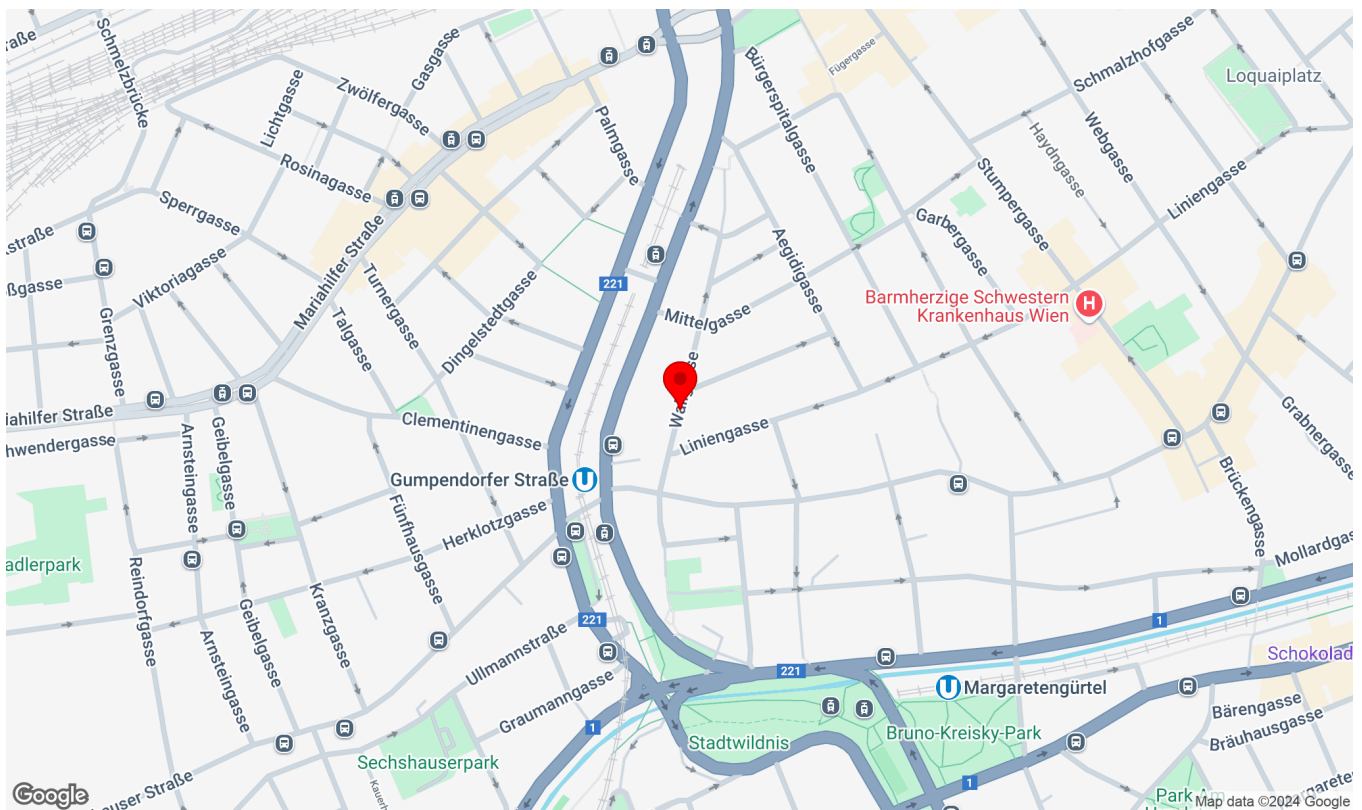 Schmelzbrücke
Gasgasse
Lichtgasse
Zwölfergasse
Rosinagasse
Sperrgasse
Palmgasse
Bürgerspitalgasse
Fügergasse
Schmalzhofgasse
Loquaiplatz
Webgasse
Haydngasse
Stumpergasse
Liniengasse
Garbergasse
Aegidigasse
Viktoriagasse
Mariahilfer Straße
Turnergasse
Talgasse
Grenzgasse
Dingelstedtgasse
221
Mittelgasse
Barmherzige Schwestern
Krankenhaus Wien
H
Clementinengasse
Liniengasse
Arnsteingasse
Geibelgasse
Gumpendorfer Straße
U
Grabnergasse
Brückengasse
Fünfhausgasse
Herklotzgasse
Reindorfgasse
Kranzgasse
Geibelgasse
Arnsteingasse
221
1
Ullmannstraße
Graumanngasse
221
U
Margaretengürtel
1
Stadtwildnis
Bruno-Kreisky-Park
Sechshauserpark
Bärengasse
Bräuhausgasse
1
Park Am
Google
Map data ©2024 Google